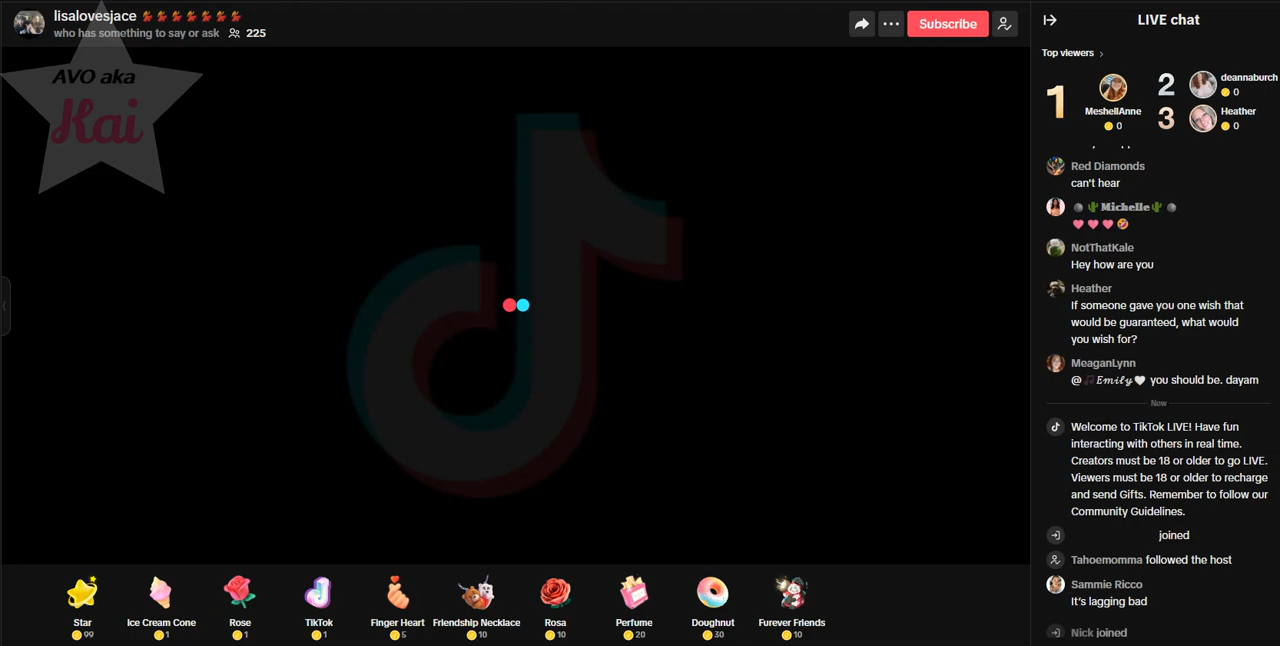 lisalovesjace
who has something to say or ask 225
Subscribe
AVO aka
Kai
LIVE chat
Top viewers
1
MeshellAnne
0
2
deannaburch
0
3
Heather
0
Red Diamonds
can't hear
Michelle
NotThatKale
Hey how are you
Heather
If someone gave you one wish that
would be guaranteed, what would
you wish for?
MeaganLynn
@🎵𝓔𝓶𝓲𝓵𝔂🤍 you should be. dayam
Now
Welcome to TikTok LIVE! Have fun
interacting with others in real time.
Creators must be 18 or older to go LIVE.
Viewers must be 18 or older to recharge
and send Gifts. Remember to follow our
Community Guidelines.
joined
Tahoemomma followed the host
Sammie Ricco
It's lagging bad
Nick joined
Star
99
Ice Cream Cone
1
Rose
1
TikTok
1
Finger Heart
5
Friendship Necklace
10
Rosa
10
Perfume
20
Doughnut
30
Furever Friends
10